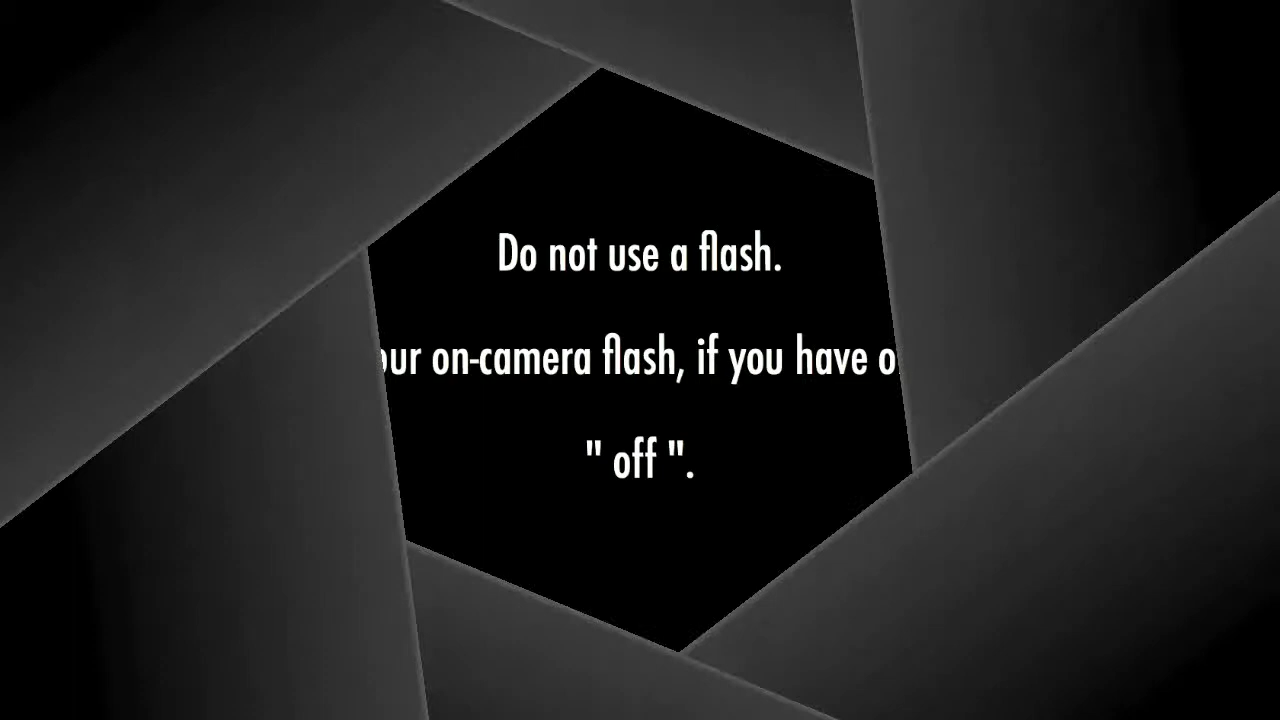 Do not use a flash.
on-camera flash, if you have
" off ".